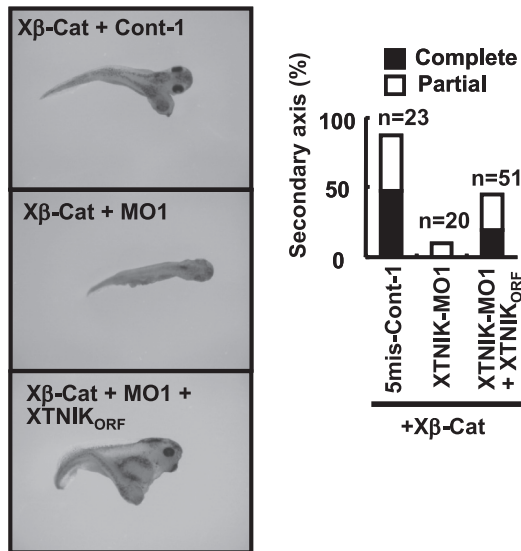 Xβ-Cat + Cont-1
Xβ-Cat + MO1
Xβ-Cat + MO1 +
XTNIKORF
Complete
Partial
Secondary axis (%)
100
50
0
n=23
n=20
n=51
5mis-Cont-1
XTNIK-MO1
XTNIK-MO1
+ XTNIKORF
+Xβ-Cat